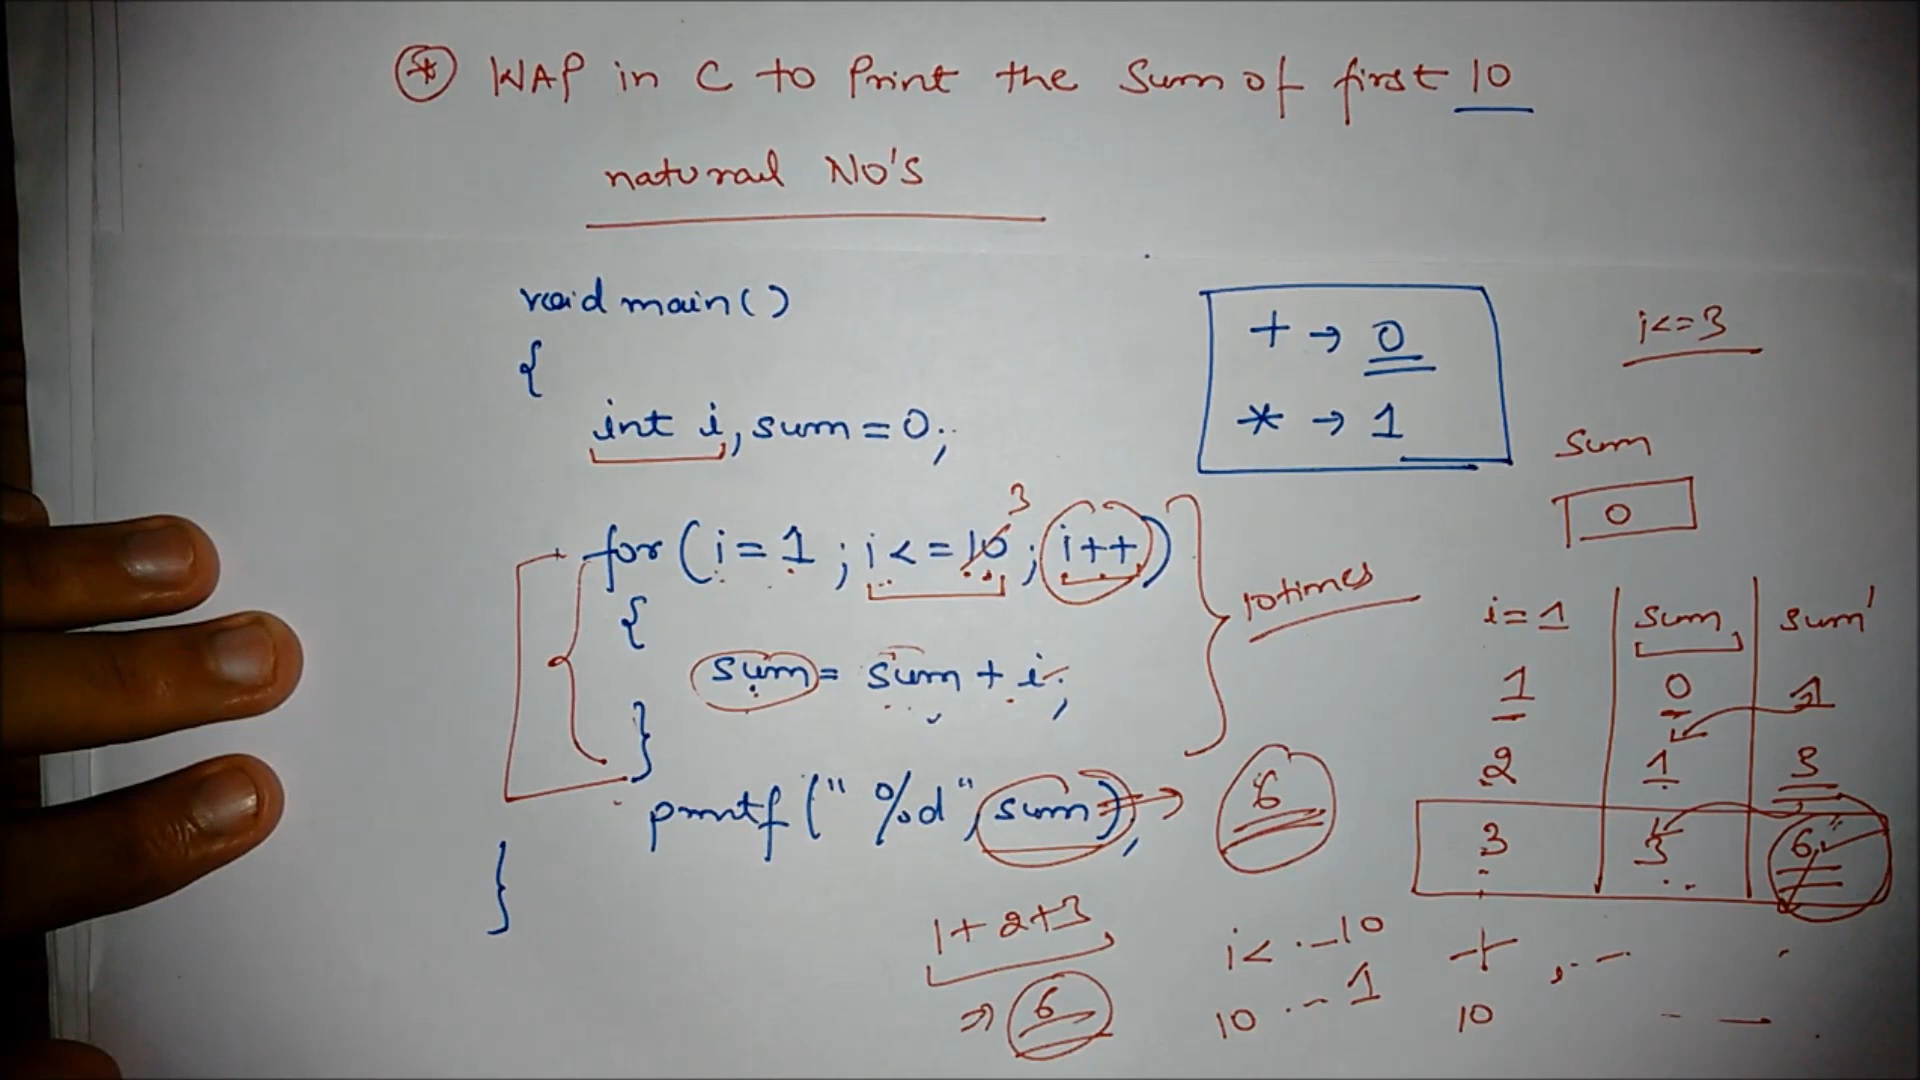 * WAP in C to Print the Sum of first 10
natural NO'S
void main()
{
int i, sum = 0;
+ → 0
* → 1
i<=3
sum
0
3
for (i = 1 ; i <= 10 ; i++)
10times
{
sum = sum + i;
}
printf (" %d", sum); → 6
}
i=1 sum sum'
1 0 1
2 1 3
3 3 6
1+2+3
⇒ 6
i< 10
10 -- 1
10